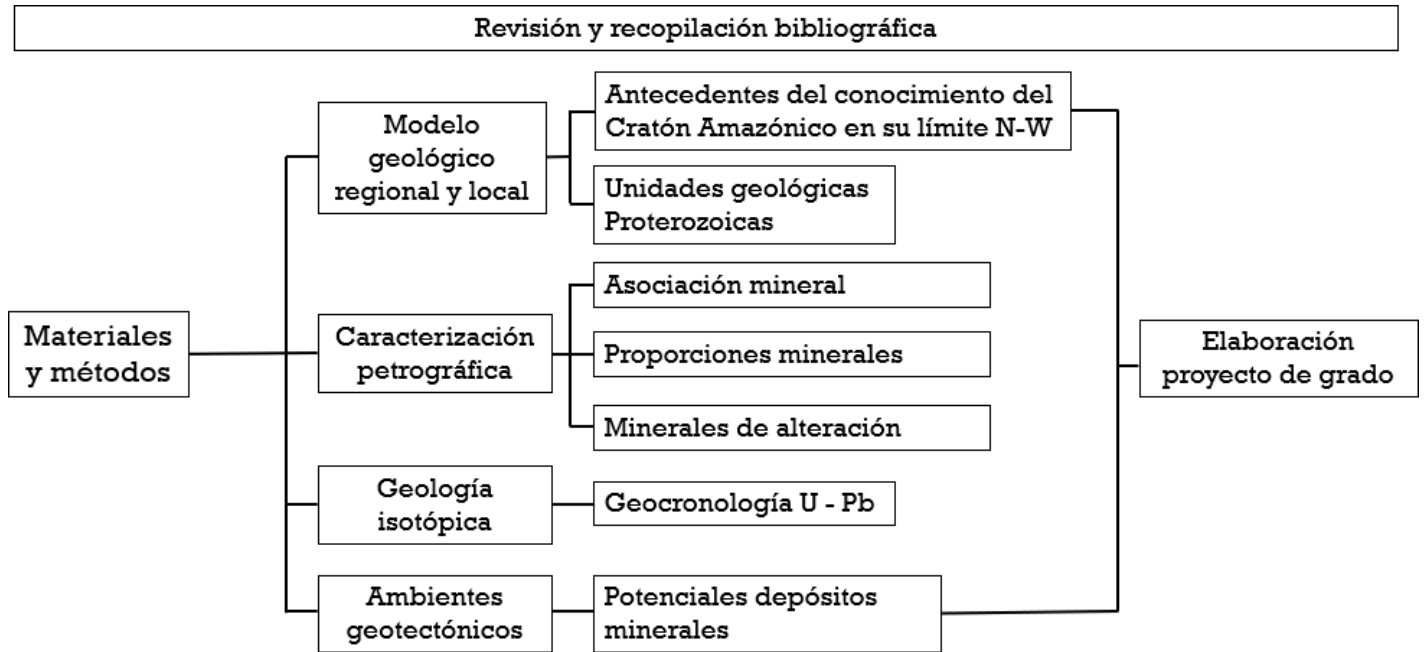 Revisión y recopilación bibliográfica
Materiales
y métodos
Modelo
geológico
regional y local
Antecedentes del conocimiento del
Cratón Amazónico en su límite N-W
Unidades geológicas
Proterozoicas
Caracterización
petrográfica
Asociación mineral
Proporciones minerales
Minerales de alteración
Geología
isotópica
Geocronología U - Pb
Ambientes
geotectónicos
Potenciales depósitos
minerales
Elaboración
proyecto de grado